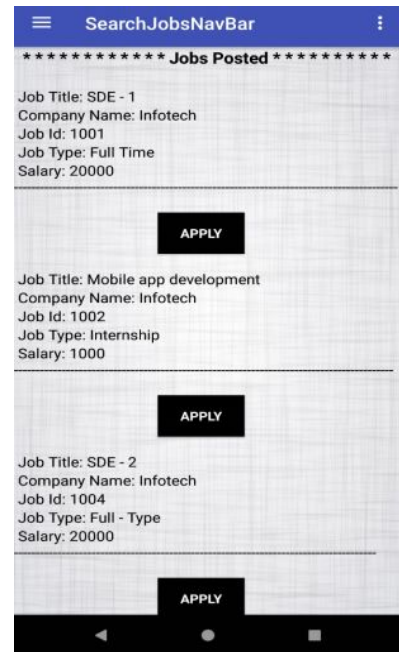 SearchJobsNavBar
* * * * * * * * * * * * Jobs Posted * * * * * * * * * *
Job Title: SDE - 1
Company Name: Infotech
Job Id: 1001
Job Type: Full Time
Salary: 20000
APPLY
Job Title: Mobile app development
Company Name: Infotech
Job Id: 1002
Job Type: Internship
Salary: 1000
APPLY
Job Title: SDE - 2
Company Name: Infotech
Job Id: 1004
Job Type: Full - Type
Salary: 20000
APPLY